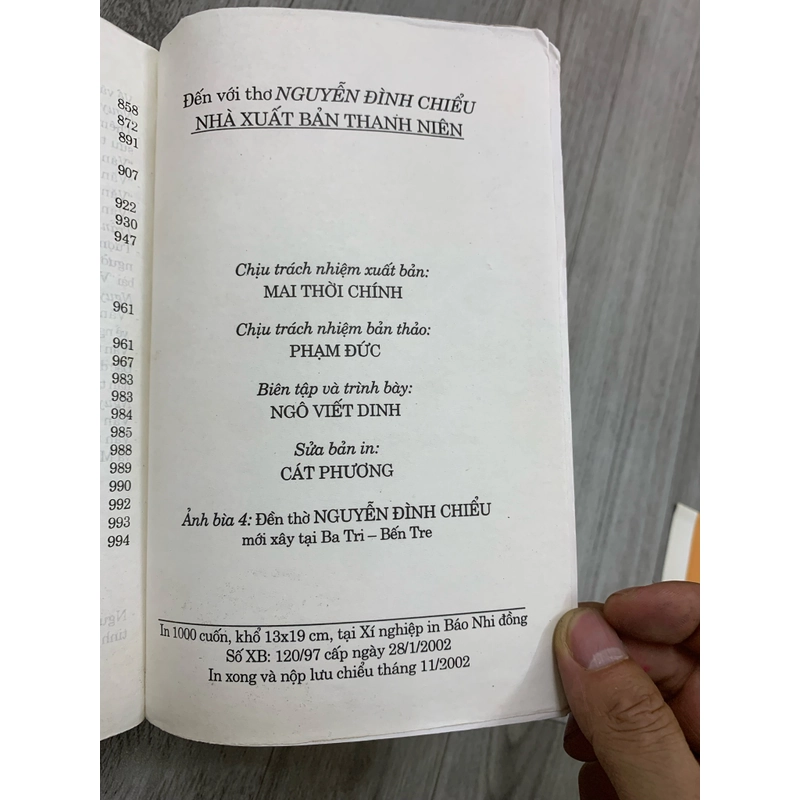 858
872
891
907
922
930
947
961
961
967
983
983
984
985
988
989
990
992
993
994
Đến với thơ NGUYỄN ĐÌNH CHIỂU
NHÀ XUẤT BẢN THANH NIÊN
Chịu trách nhiệm xuất bản:
MAI THỜI CHÍNH
Chịu trách nhiệm bản thảo:
PHẠM ĐỨC
Biên tập và trình bày:
NGÔ VIẾT DINH
Sửa bản in:
CÁT PHƯƠNG
Ảnh bìa 4: Đền thờ NGUYỄN ĐÌNH CHIỂU
mới xây tại Ba Tri – Bến Tre
In 1000 cuốn, khổ 13x19 cm, tại Xí nghiệp in Báo Nhi đồng
Số XB: 120/97 cấp ngày 28/1/2002
In xong và nộp lưu chiểu tháng 11/2002